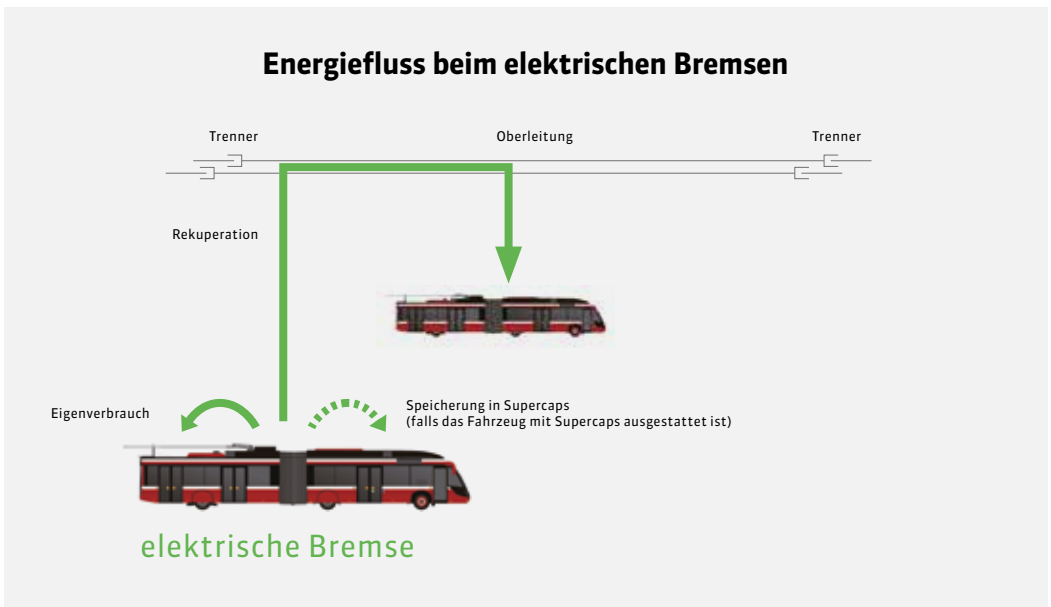 Energiefluss beim elektrischen Bremsen
Trenner
Oberleitung
Trenner
Rekuperation
Eigenverbrauch
Speicherung in Supercaps
(falls das Fahrzeug mit Supercaps ausgestattet ist)
elektrische Bremse